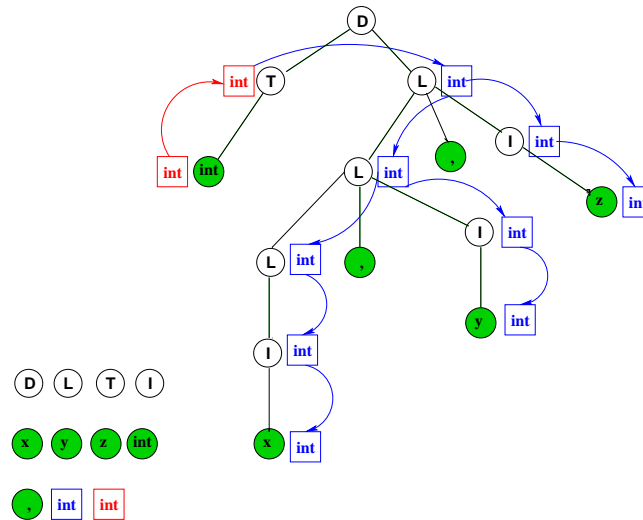 D
int T L int
I int
int int , L int z int
I int
L int , int
y int
I int
D L T I
x y z int x int
, int int